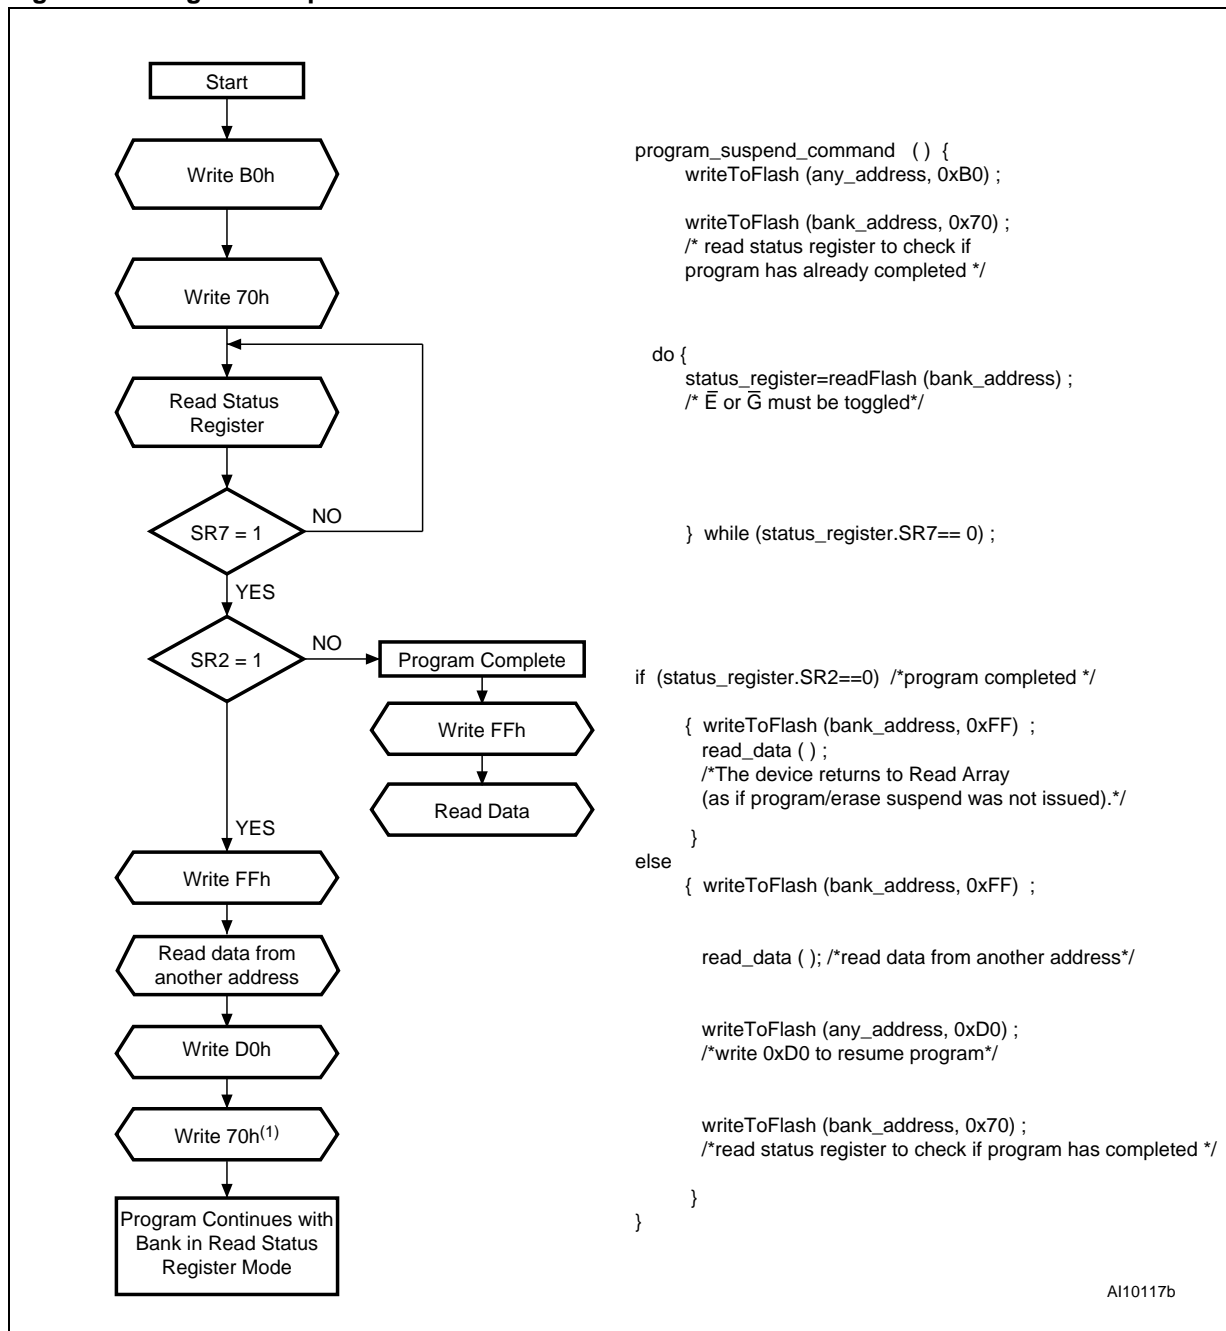 Start
Write B0h
Write 70h
Read Status
Register
SR7 = 1
NO
YES
SR2 = 1
NO
Program Complete
Write FFh
Read Data
YES
Write FFh
Read data from
another address
Write D0h
Write 70h(1)
Program Continues with
Bank in Read Status
Register Mode
program_suspend_command ( ) {
writeToFlash (any_address, 0xB0) ;
writeToFlash (bank_address, 0x70) ;
/* read status register to check if
program has already completed */
do {
status_register=readFlash (bank_address) ;
/* E̅ or G̅ must be toggled*/
} while (status_register.SR7== 0) ;
if (status_register.SR2==0) /*program completed */
{ writeToFlash (bank_address, 0xFF) ;
read_data ( ) ;
/*The device returns to Read Array
(as if program/erase suspend was not issued).*/
}
else
{ writeToFlash (bank_address, 0xFF) ;
read_data ( ); /*read data from another address*/
writeToFlash (any_address, 0xD0) ;
/*write 0xD0 to resume program*/
writeToFlash (bank_address, 0x70) ;
/*read status register to check if program has completed */
}
}
AI10117b